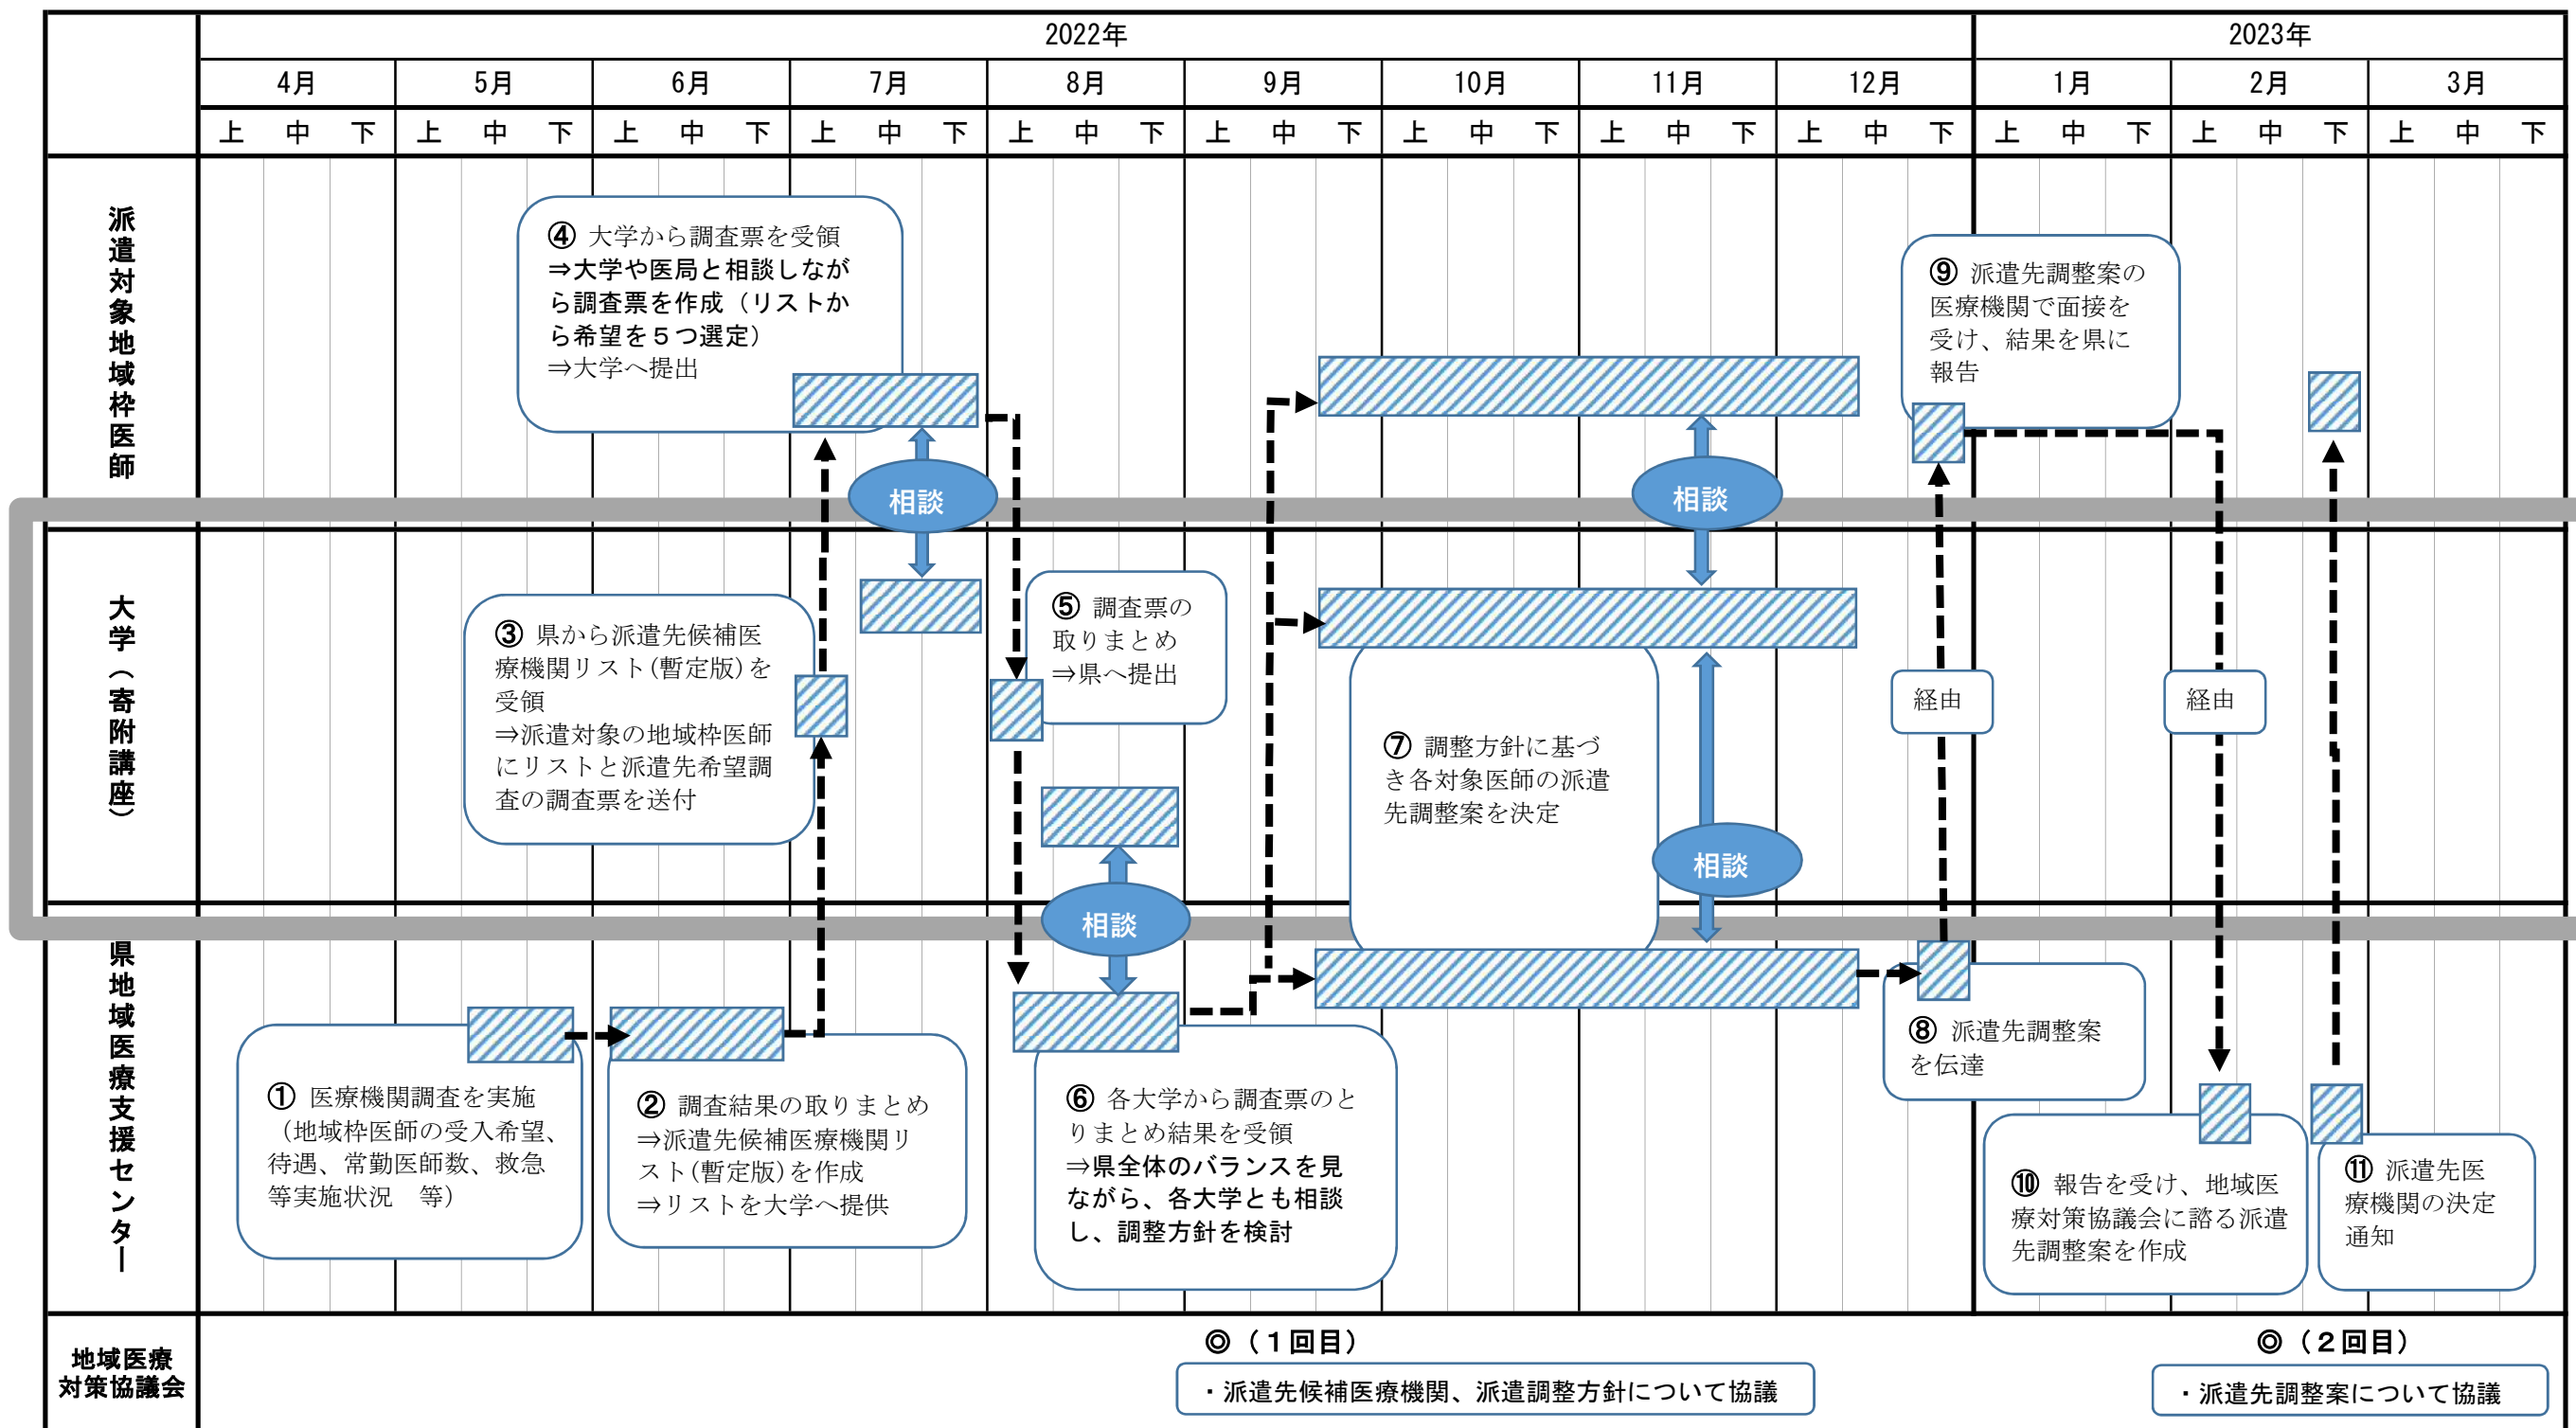 2022年
2023年
4月 5月 6月 7月 8月 9月 10月 11月 12月 1月 2月 3月
上 中 下 上 中 下 上 中 下 上 中 下 上 中 下 上 中 下 上 中 下 上 中 下 上 中 下 上 中 下 上 中 下 上 中 下
派遣対象地域枠医師
④ 大学から調査票を受領
⇒大学や医局と相談しなが
ら調査票を作成（リストか
ら希望を５つ選定）
⇒大学へ提出
⑨ 派遣先調整案の
医療機関で面接を
受け、結果を県に
報告
相談
相談
大学（寄附講座）
③ 県から派遣先候補医
療機関リスト(暫定版)を
受領
⇒派遣対象の地域枠医師
にリストと派遣先希望調
査の調査票を送付
⑤ 調査票の
取りまとめ
⇒県へ提出
⑦ 調整方針に基づ
き各対象医師の派遣
先調整案を決定
経由
経由
相談
相談
県地域医療支援センター
① 医療機関調査を実施
（地域枠医師の受入希望、
待遇、常勤医師数、救急
等実施状況　等）
② 調査結果の取りまとめ
⇒派遣先候補医療機関リ
スト(暫定版)を作成
⇒リストを大学へ提供
⑥ 各大学から調査票のと
りまとめ結果を受領
⇒県全体のバランスを見
ながら、各大学とも相談
し、調整方針を検討
⑧ 派遣先調整案
を伝達
⑩ 報告を受け、地域医
療対策協議会に諮る派遣
先調整案を作成
⑪ 派遣先医
療機関の決定
通知
地域医療
対策協議会
◎（１回目）
・派遣先候補医療機関、派遣調整方針について協議
◎（２回目）
・派遣先調整案について協議